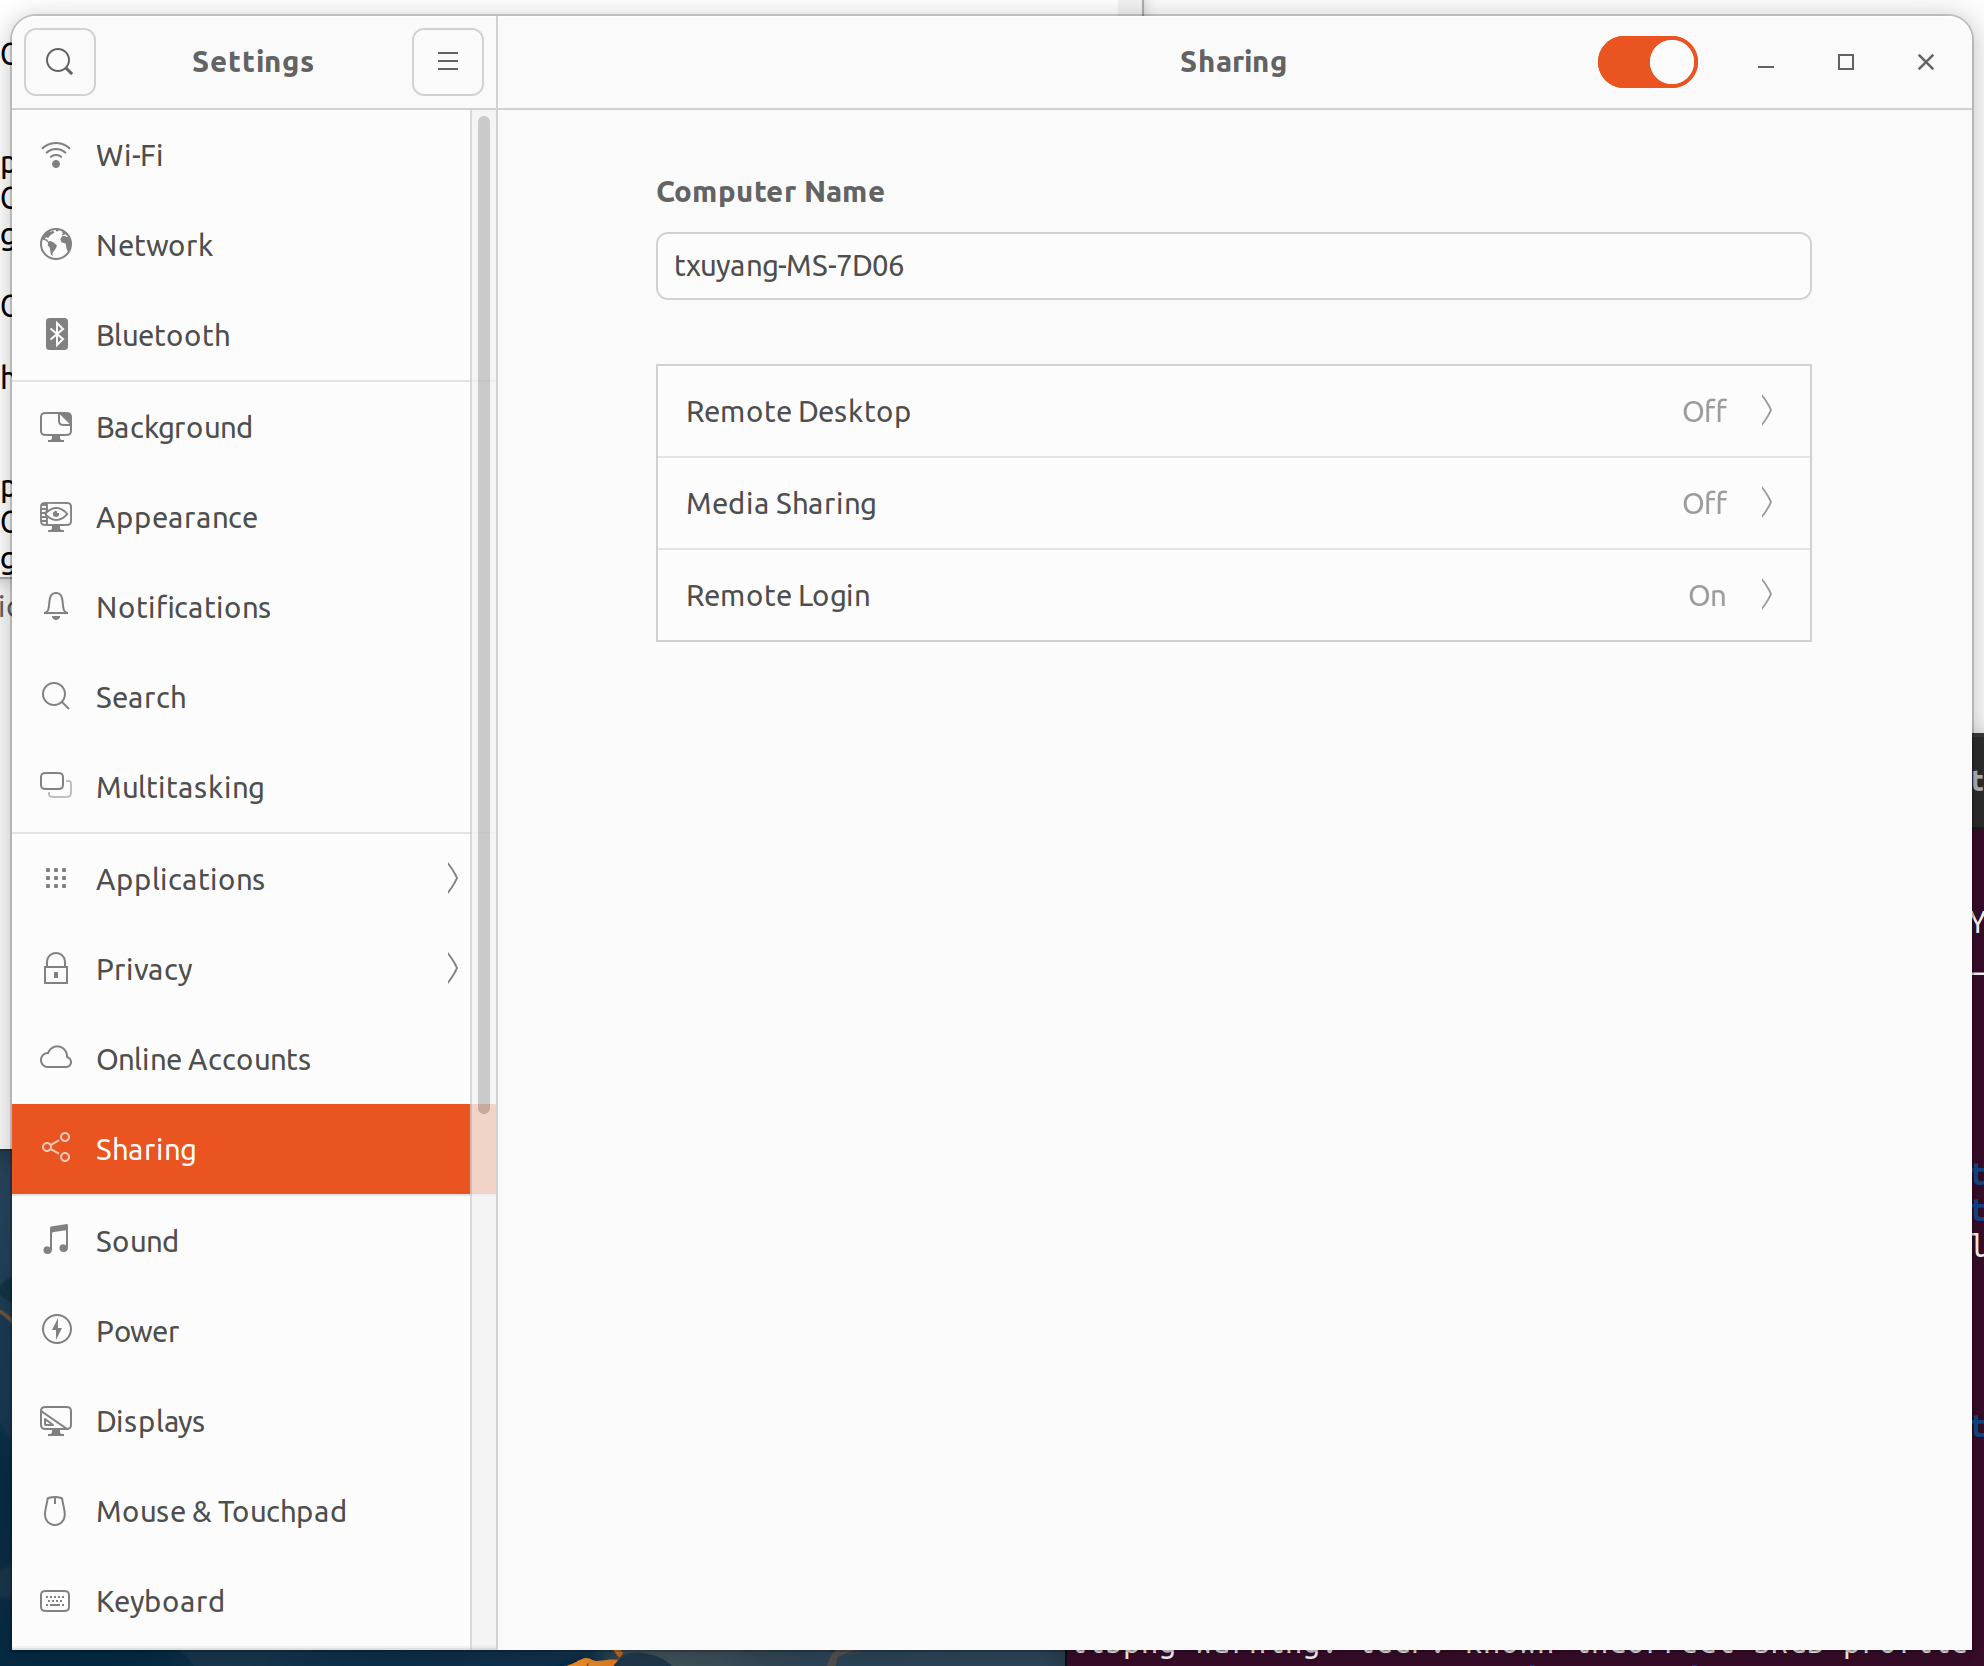 Settings
Sharing
Wi-Fi
Network
Bluetooth
Background
Appearance
Notifications
Search
Multitasking
Applications
Privacy
Online Accounts
Sharing
Sound
Power
Displays
Mouse & Touchpad
Keyboard
Computer Name
txuyang-MS-7D06
Remote Desktop Off
Media Sharing Off
Remote Login On